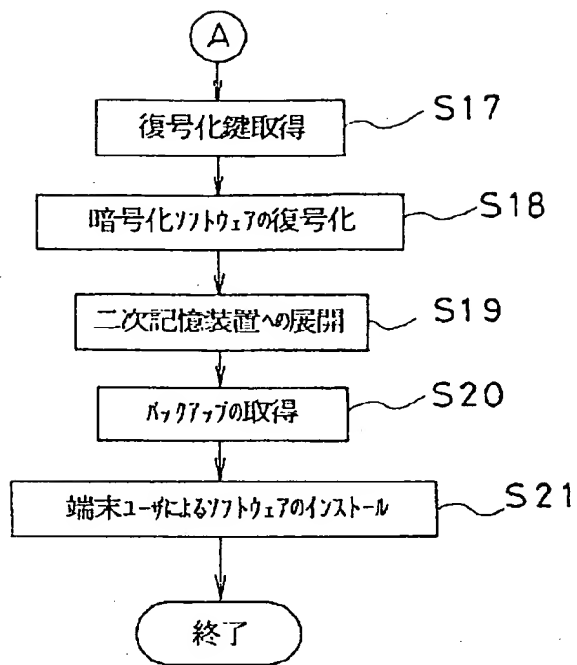 A
復号化鍵取得
S17
暗号化ソフトウェアの復号化
S18
二次記憶装置への展開
S19
バックアップの取得
S20
端末ユーザによるソフトウェアのインストール
S21
終了